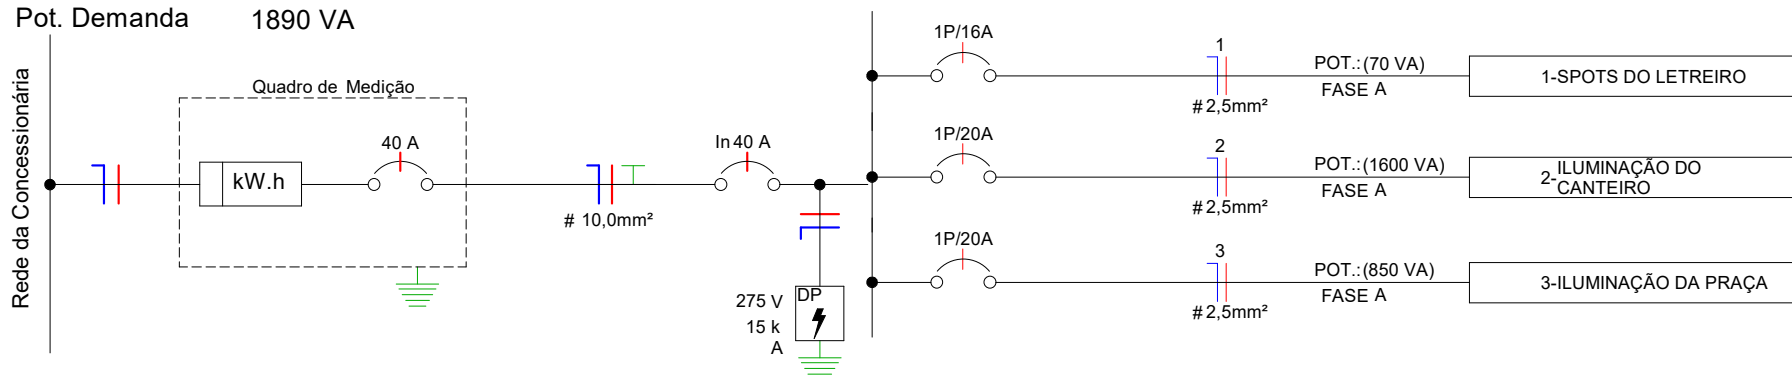 Pot. Demanda 1890 VA
Rede da Concessionária
Quadro de Medição
kW.h
40 A
# 10,0mm²
In 40 A
275 V
15 k
A
DP
1P/16A
1
#2,5mm²
POT.:(70 VA)
FASE A
1-SPOTS DO LETREIRO
1P/20A
2
#2,5mm²
POT.:(1600 VA)
FASE A
2-ILUMINAÇÃO DO
CANTEIRO
1P/20A
3
#2,5mm²
POT.:(850 VA)
FASE A
3-ILUMINAÇÃO DA PRAÇA